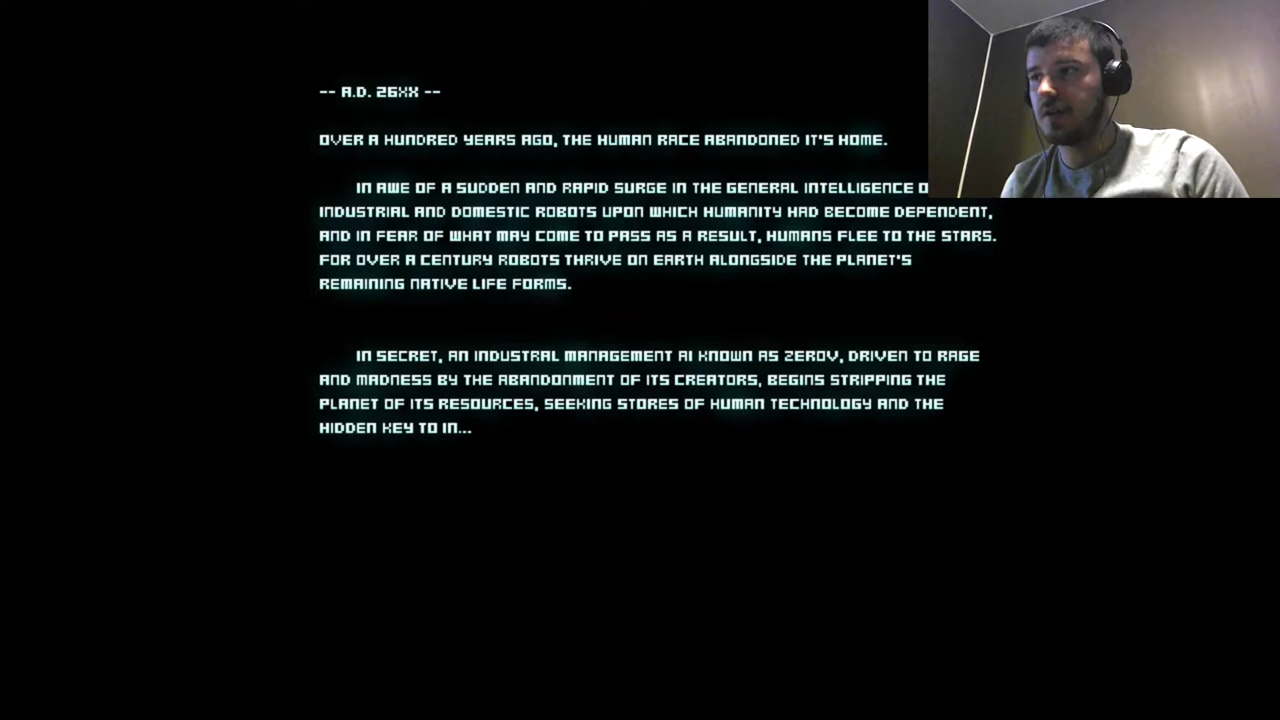 -- A.D. 26XX --
OVER A HUNDRED YEARS AGO, THE HUMAN RACE ABANDONED IT'S HOME.
IN AWE OF A SUDDEN AND RAPID SURGE IN THE GENERAL INTELLIGENCE
INDUSTRIAL AND DOMESTIC ROBOTS UPON WHICH HUMANITY HAD BECOME DEPENDENT,
AND IN FEAR OF WHAT MAY COME TO PASS AS A RESULT, HUMANS FLEE TO THE STARS.
FOR OVER A CENTURY ROBOTS THRIVE ON EARTH ALONGSIDE THE PLANET'S
REMAINING NATIVE LIFE FORMS.
IN SECRET, AN INDUSTRAL MANAGEMENT AI KNOWN AS ZEROV, DRIVEN TO RAGE
AND MADNESS BY THE ABANDONMENT OF ITS CREATORS, BEGINS STRIPPING THE
PLANET OF ITS RESOURCES, SEEKING STORES OF HUMAN TECHNOLOGY AND THE
HIDDEN KEY TO IN...